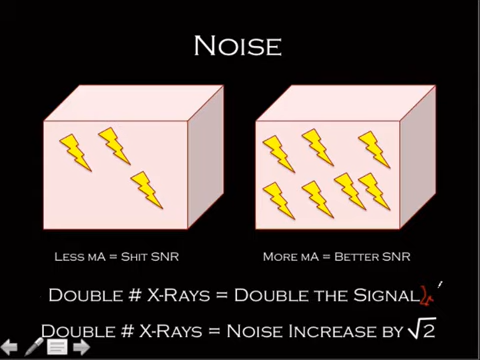 Noise
Less mA = Shit SNR
More mA = Better SNR
Double # X-Rays = Double the Signal
Double # X-Rays = Noise Increase by √2